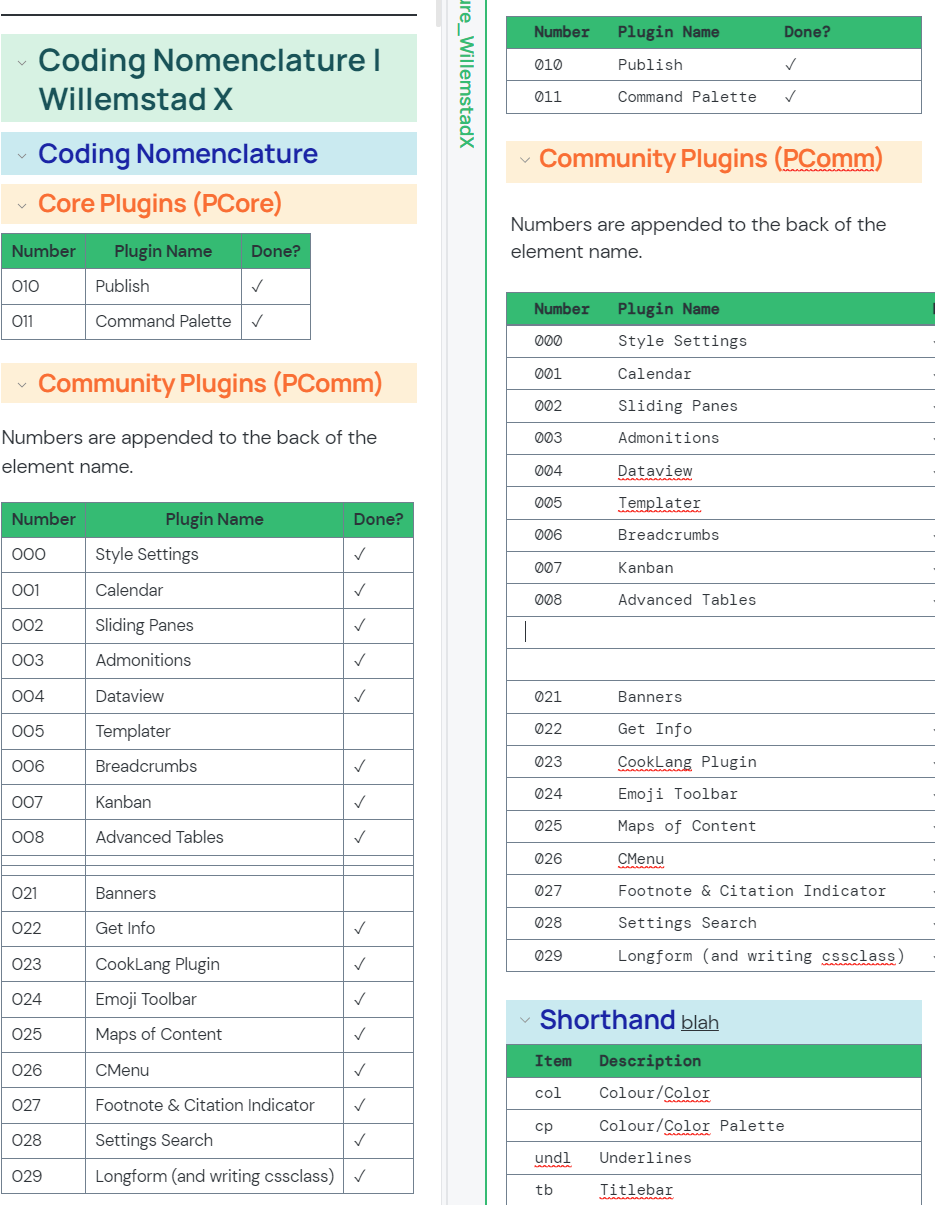 Coding Nomenclature |
Willemstad X
Coding Nomenclature
Core Plugins (PCore)
Number Plugin Name Done?
010 Publish ✓
011 Command Palette ✓
Community Plugins (PComm)
Numbers are appended to the back of the
element name.
Number Plugin Name Done?
000 Style Settings ✓
001 Calendar ✓
002 Sliding Panes ✓
003 Admonitions ✓
004 Dataview ✓
005 Templater
006 Breadcrumbs ✓
007 Kanban ✓
008 Advanced Tables ✓
021 Banners
022 Get Info ✓
023 CookLang Plugin ✓
024 Emoji Toolbar ✓
025 Maps of Content ✓
026 CMenu ✓
027 Footnote & Citation Indicator ✓
028 Settings Search ✓
029 Longform (and writing cssclass) ✓
ure_WillemstadX
Number Plugin Name Done?
010 Publish ✓
011 Command Palette ✓
Community Plugins (PComm)
Numbers are appended to the back of the
element name.
Number Plugin Name
000 Style Settings
001 Calendar
002 Sliding Panes
003 Admonitions
004 Dataview
005 Templater
006 Breadcrumbs
007 Kanban
008 Advanced Tables
021 Banners
022 Get Info
023 CookLang Plugin
024 Emoji Toolbar
025 Maps of Content
026 CMenu
027 Footnote & Citation Indicator
028 Settings Search
029 Longform (and writing cssclass)
Shorthand blah
Item Description
col Colour/Color
cp Colour/Color Palette
undl Underlines
tb Titlebar